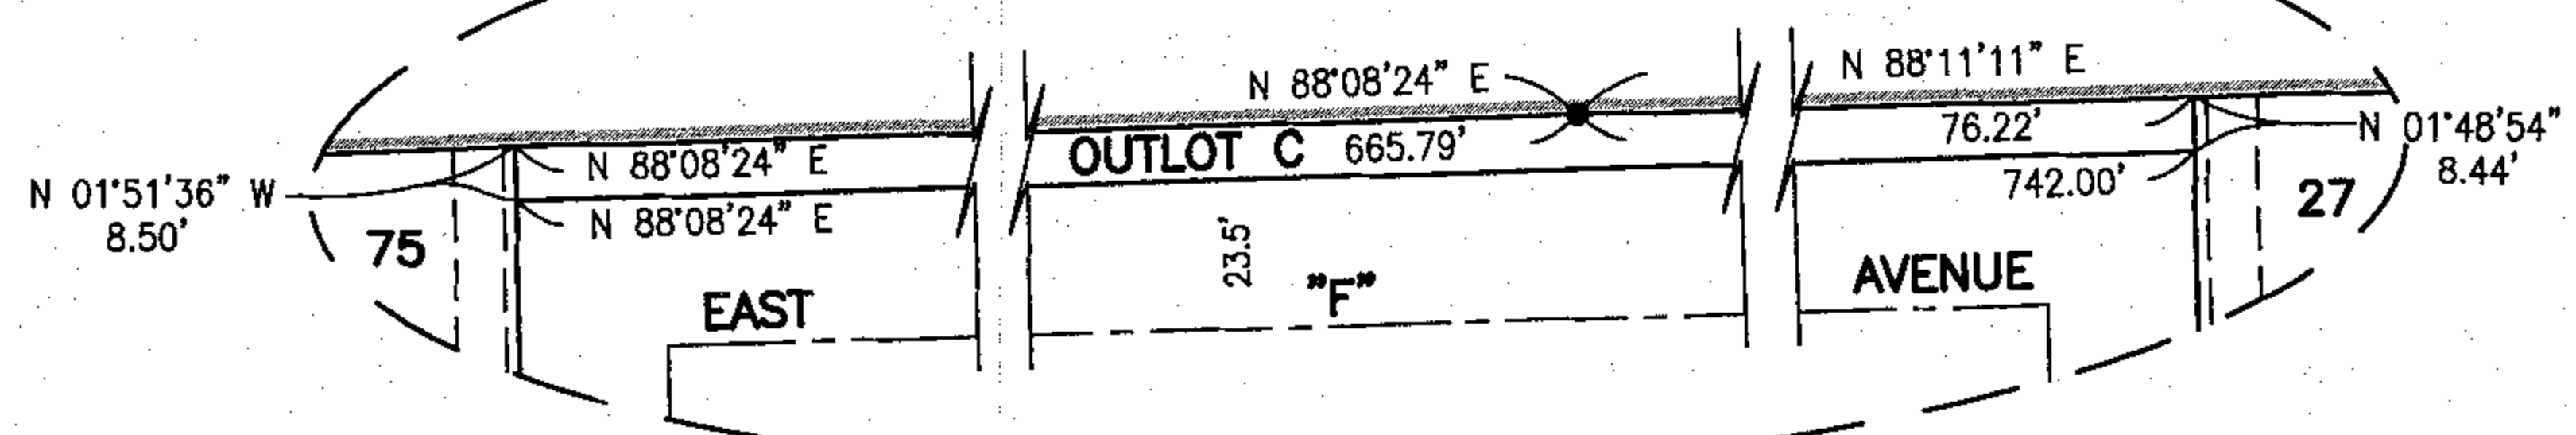 N 88°08'24" E
N 88°11'11" E
N 88°08'24" E
OUTLOT C 665.79'
76.22'
N 01°48'54"
8.44'
N 01°51'36" W
8.50'
N 88°08'24" E
742.00'
75
27
23.5'
EAST "F" AVENUE